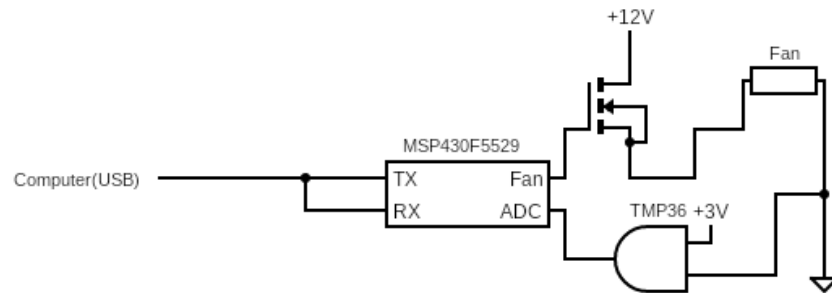 +12V
Fan
MSP430F5529
Computer(USB)
TX
Fan
RX
ADC
TMP36
+3V